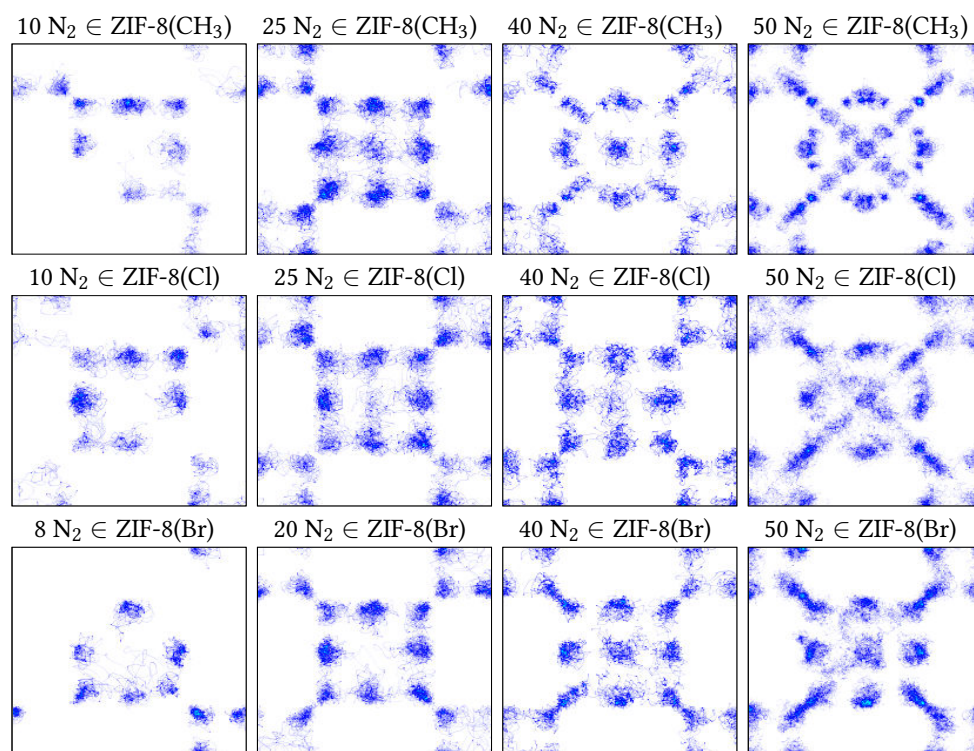 10 N₂ ∈ ZIF-8(CH₃) 25 N₂ ∈ ZIF-8(CH₃) 40 N₂ ∈ ZIF-8(CH₃) 50 N₂ ∈ ZIF-8(CH₃)
10 N₂ ∈ ZIF-8(Cl) 25 N₂ ∈ ZIF-8(Cl) 40 N₂ ∈ ZIF-8(Cl) 50 N₂ ∈ ZIF-8(Cl)
8 N₂ ∈ ZIF-8(Br) 20 N₂ ∈ ZIF-8(Br) 40 N₂ ∈ ZIF-8(Br) 50 N₂ ∈ ZIF-8(Br)